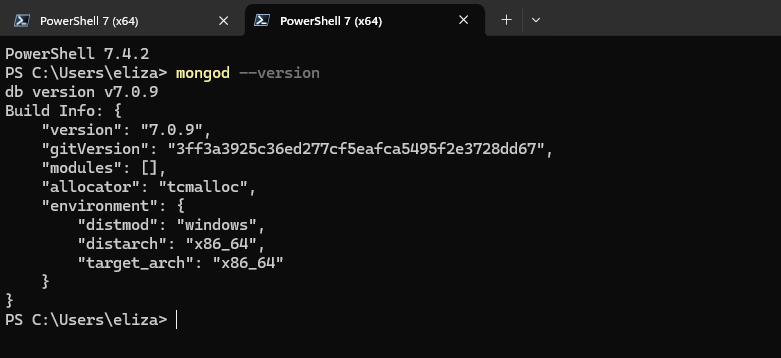 PowerShell 7 (x64)
PowerShell 7 (x64)
PowerShell 7.4.2
PS C:\Users\eliza> mongod --version
db version v7.0.9
Build Info: {
    "version": "7.0.9",
    "gitVersion": "3ff3a3925c36ed277cf5eafca5495f2e3728dd67",
    "modules": [],
    "allocator": "tcmalloc",
    "environment": {
        "distmod": "windows",
        "distarch": "x86_64",
        "target_arch": "x86_64"
    }
}
PS C:\Users\eliza>